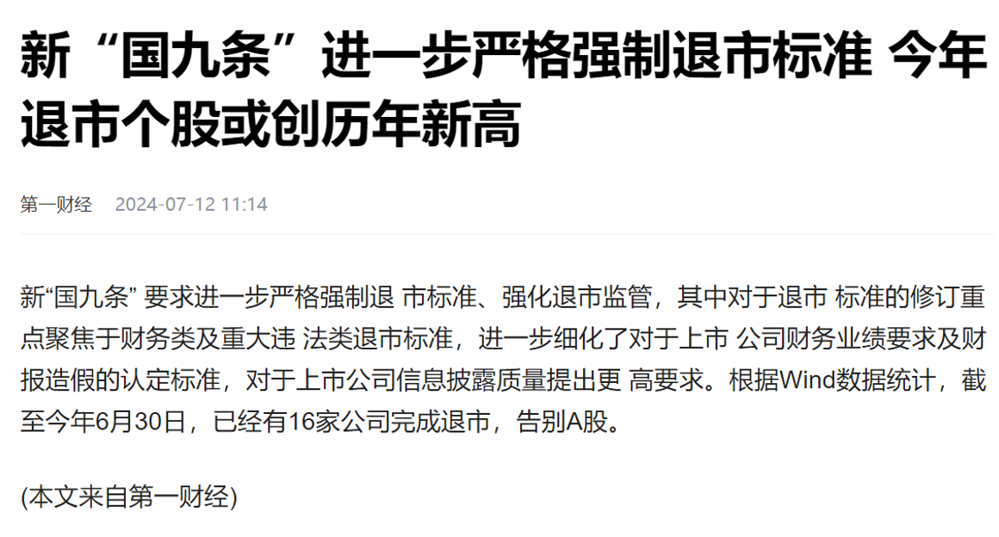 新“国九条”进一步严格强制退市标准 今年
退市个股或创历年新高
第一财经 2024-07-12 11:14
新“国九条” 要求进一步严格强制退 市标准、强化退市监管，其中对于退市 标准的修订重
点聚焦于财务类及重大违 法类退市标准，进一步细化了对于上市 公司财务业绩要求及财
报造假的认定标准，对于上市公司信息披露质量提出更 高要求。根据Wind数据统计，截
至今年6月30日，已经有16家公司完成退市，告别A股。
(本文来自第一财经)